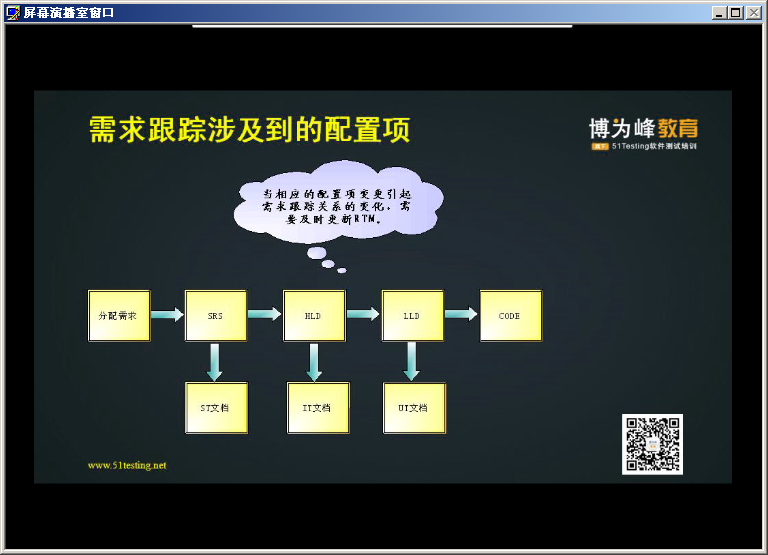 屏幕演播室窗口
需求跟踪涉及到的配置项
博为峰教育
旗下 51Testing软件测试培训
当相应的配置项变更引起
需求跟踪关系的变化，需
要及时更新RTM。
分配需求
SRS
HLD
LLD
CODE
ST文档
IT文档
UT文档
www.51testing.net